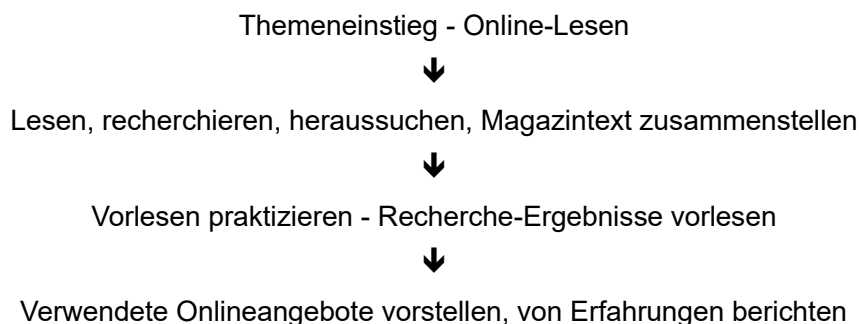 Themeneinstieg - Online-Lesen
Lesen, recherchieren, heraussuchen, Magazintext zusammenstellen
Vorlesen praktizieren - Recherche-Ergebnisse vorlesen
Verwendete Onlineangebote vorstellen, von Erfahrungen berichten